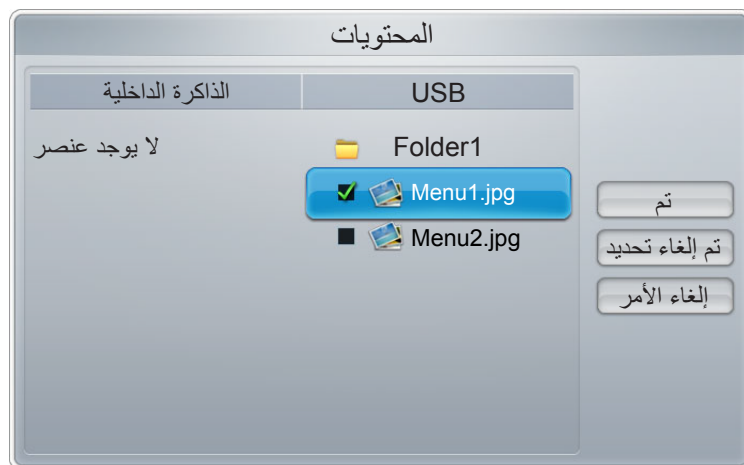 المحتويات
USB
الذاكرة الداخلية
Folder1
لا يوجد عنصر
Menu1.jpg
Menu2.jpg
تم
تم إلغاء تحديد
إلغاء الأمر